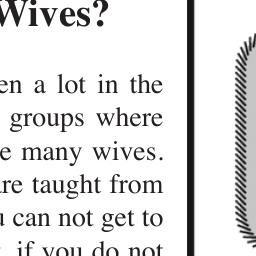 Wives?
en a lot in the
groups where
e many wives.
are taught from
u can not get to
, if you do not